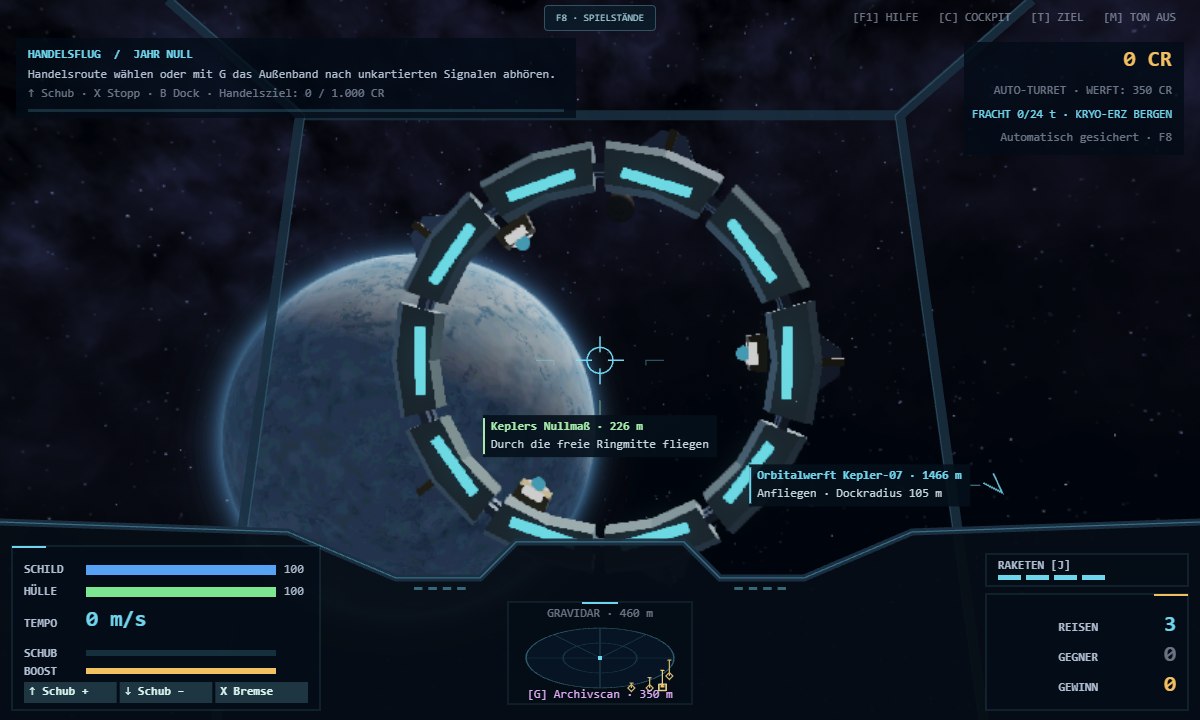 F8 · SPIELSTÄNDE
[F1] HILFE [C] COCKPIT [T] ZIEL [M] TON AUS
HANDELSFLUG / JAHR NULL
Handelsroute wählen oder mit G das Außenband nach unkartierten Signalen abhören.
↑ Schub · X Stopp · B Dock · Handelsziel: 0 / 1.000 CR
0 CR
AUTO-TURRET · WERFT: 350 CR
FRACHT 0/24 t · KRYO-ERZ BERGEN
Automatisch gesichert · F8
Keplers Nullmaß · 226 m
Durch die freie Ringmitte fliegen
Orbitalwerft Kepler-07 · 1466 m
Anfliegen · Dockradius 105 m
SCHILD 100
HÜLLE 100
TEMPO 0 m/s
SCHUB
BOOST
↑ Schub + ↓ Schub − X Bremse
GRAVIDAR · 460 m
[G] Archivscan · 350 m
RAKETEN [J]
REISEN 3
GEGNER 0
GEWINN 0